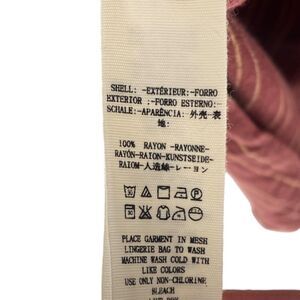 SHELL: -EXTÉRIEUR:-FORRO
EXTERIOR :-FORRO ESTERNO:-
SCHALE:-APARÊNCIA: 外壳-表
地:
100% RAYON -RAYONNE-
RAYÓN-RAION-KUNSTSEIDE-
RAIOM-人造絲-レーヨン
PLACE GARMENT IN MESH
LINGERIE BAG TO WASH
MACHINE WASH COLD WITH
LIKE COLORS
USE ONLY NON-CHLORINE
BLEACH